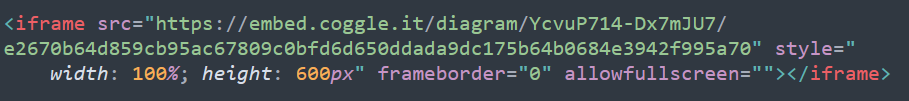 <iframe src="https://embed.coggle.it/diagram/YcvuP714-Dx7mJU7/
e2670b64d859cb95ac67809c0bfd6d650ddada9dc175b64b0684e3942f995a70" style="
width: 100%; height: 600px" frameborder="0" allowfullscreen=""></iframe>